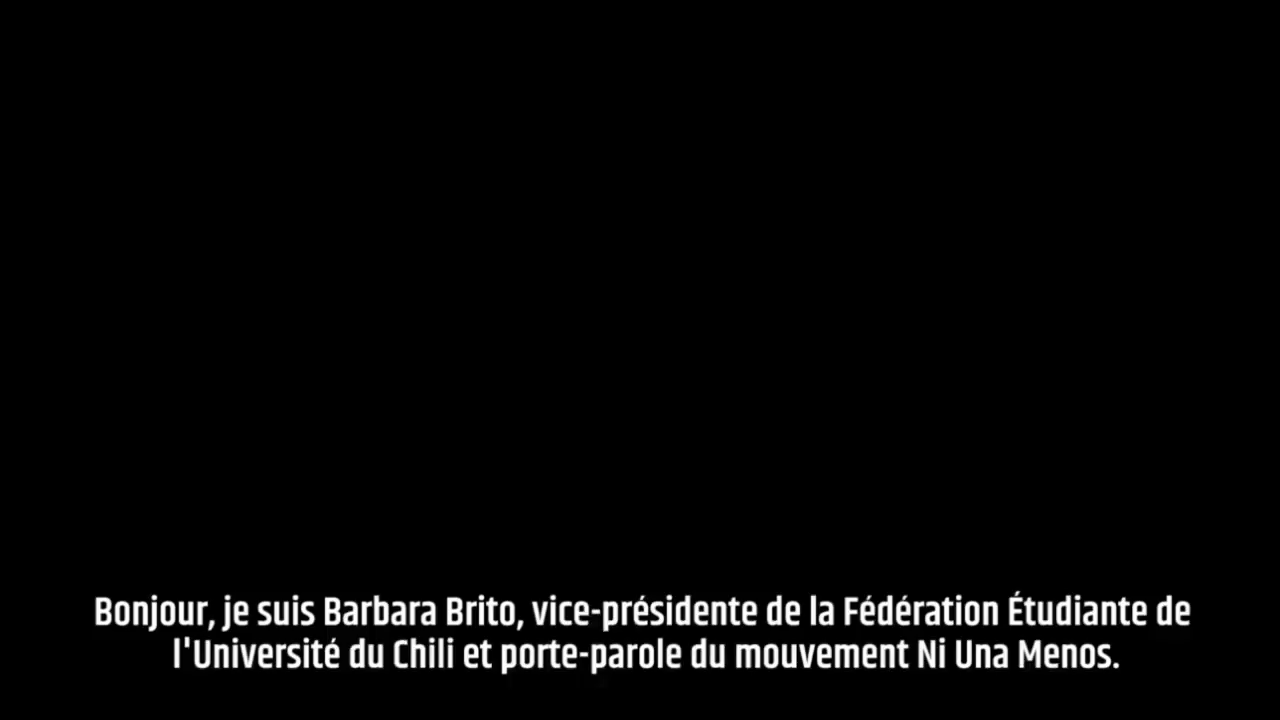 Bonjour, je suis Barbara Brito, vice-présidente de la Fédération Étudiante de
l'Université du Chili et porte-parole du mouvement Ni Una Menos.